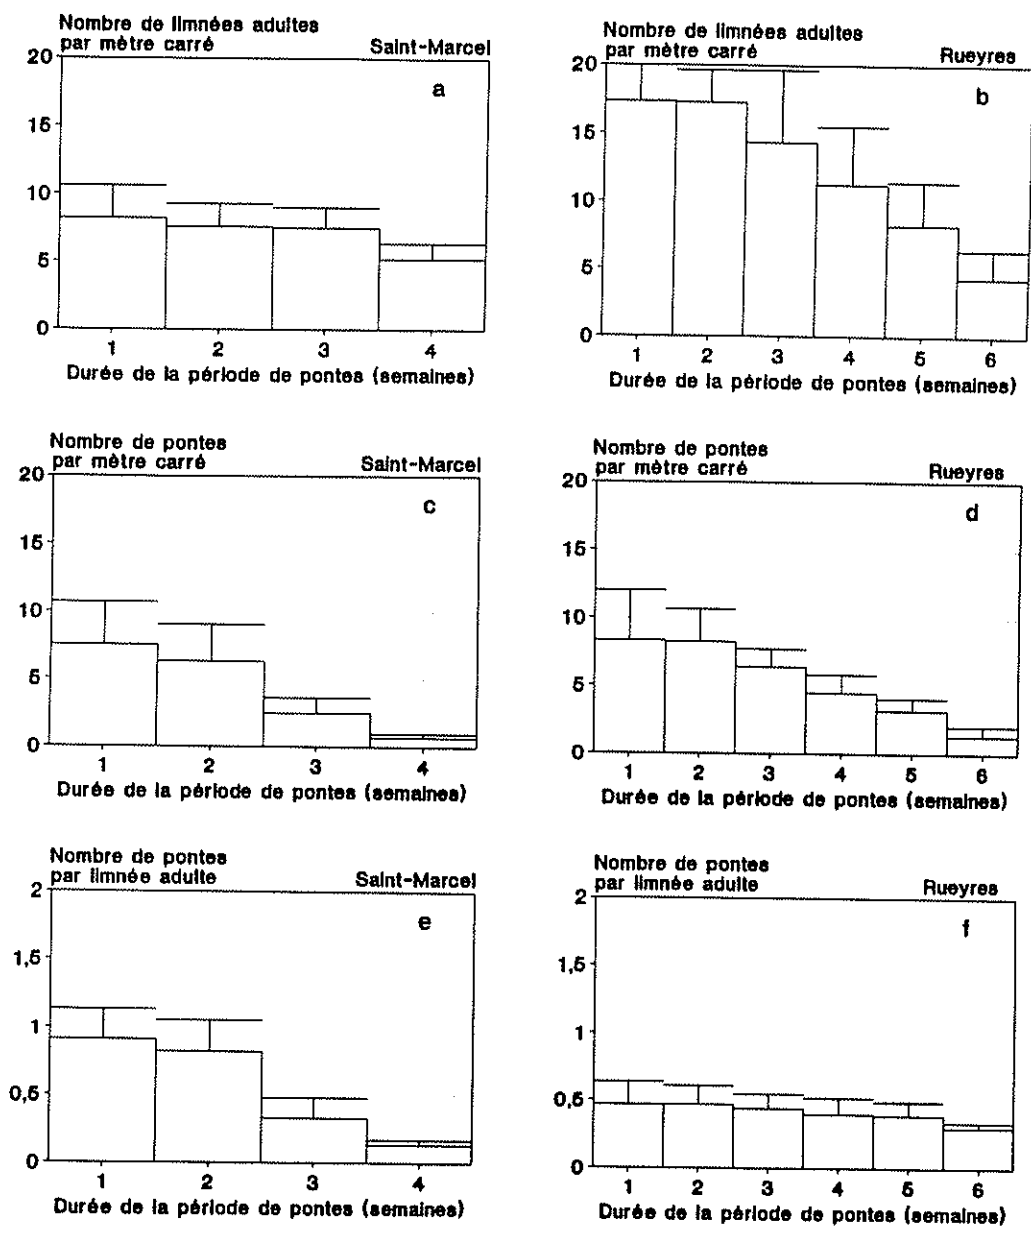 Nombre de limnées adultes
par mètre carré
Saint-Marcel
a
20
15
10
5
0
1 2 3 4
Durée de la période de pontes (semaines)
Nombre de limnées adultes
par mètre carré
Rueyres
b
20
15
10
5
0
1 2 3 4 5 6
Durée de la période de pontes (semaines)
Nombre de pontes
par mètre carré
Saint-Marcel
c
20
15
10
5
0
1 2 3 4
Durée de la période de pontes (semaines)
Nombre de pontes
par mètre carré
Rueyres
d
20
15
10
5
0
1 2 3 4 5 6
Durée de la période de pontes (semaines)
Nombre de pontes
par limnée adulte
Saint-Marcel
e
2
1,5
1
0,5
0
1 2 3 4
Durée de la période de pontes (semaines)
Nombre de pontes
par limnée adulte
Rueyres
f
2
1,5
1
0,5
0
1 2 3 4 5 6
Durée de la période de pontes (semaines)